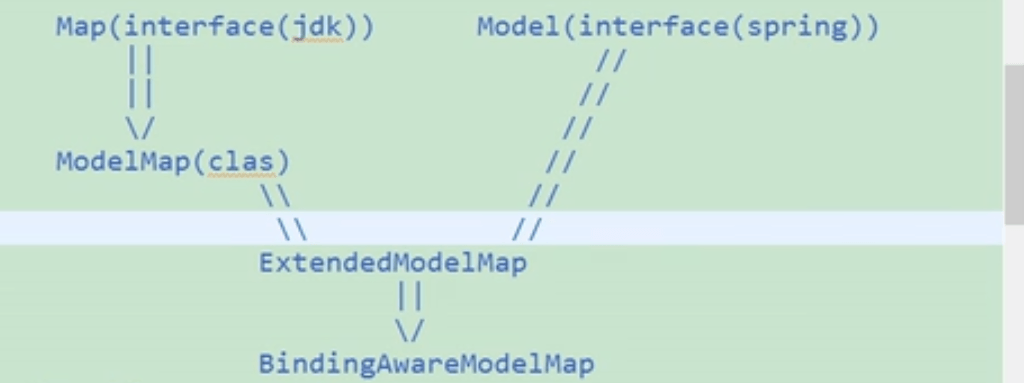 Map(interface(jdk)) Model(interface(spring))
|| //
|| //
\/ //
ModelMap(clas) //
\\ //
\\ //
ExtendedModelMap
||
\/
BindingAwareModelMap